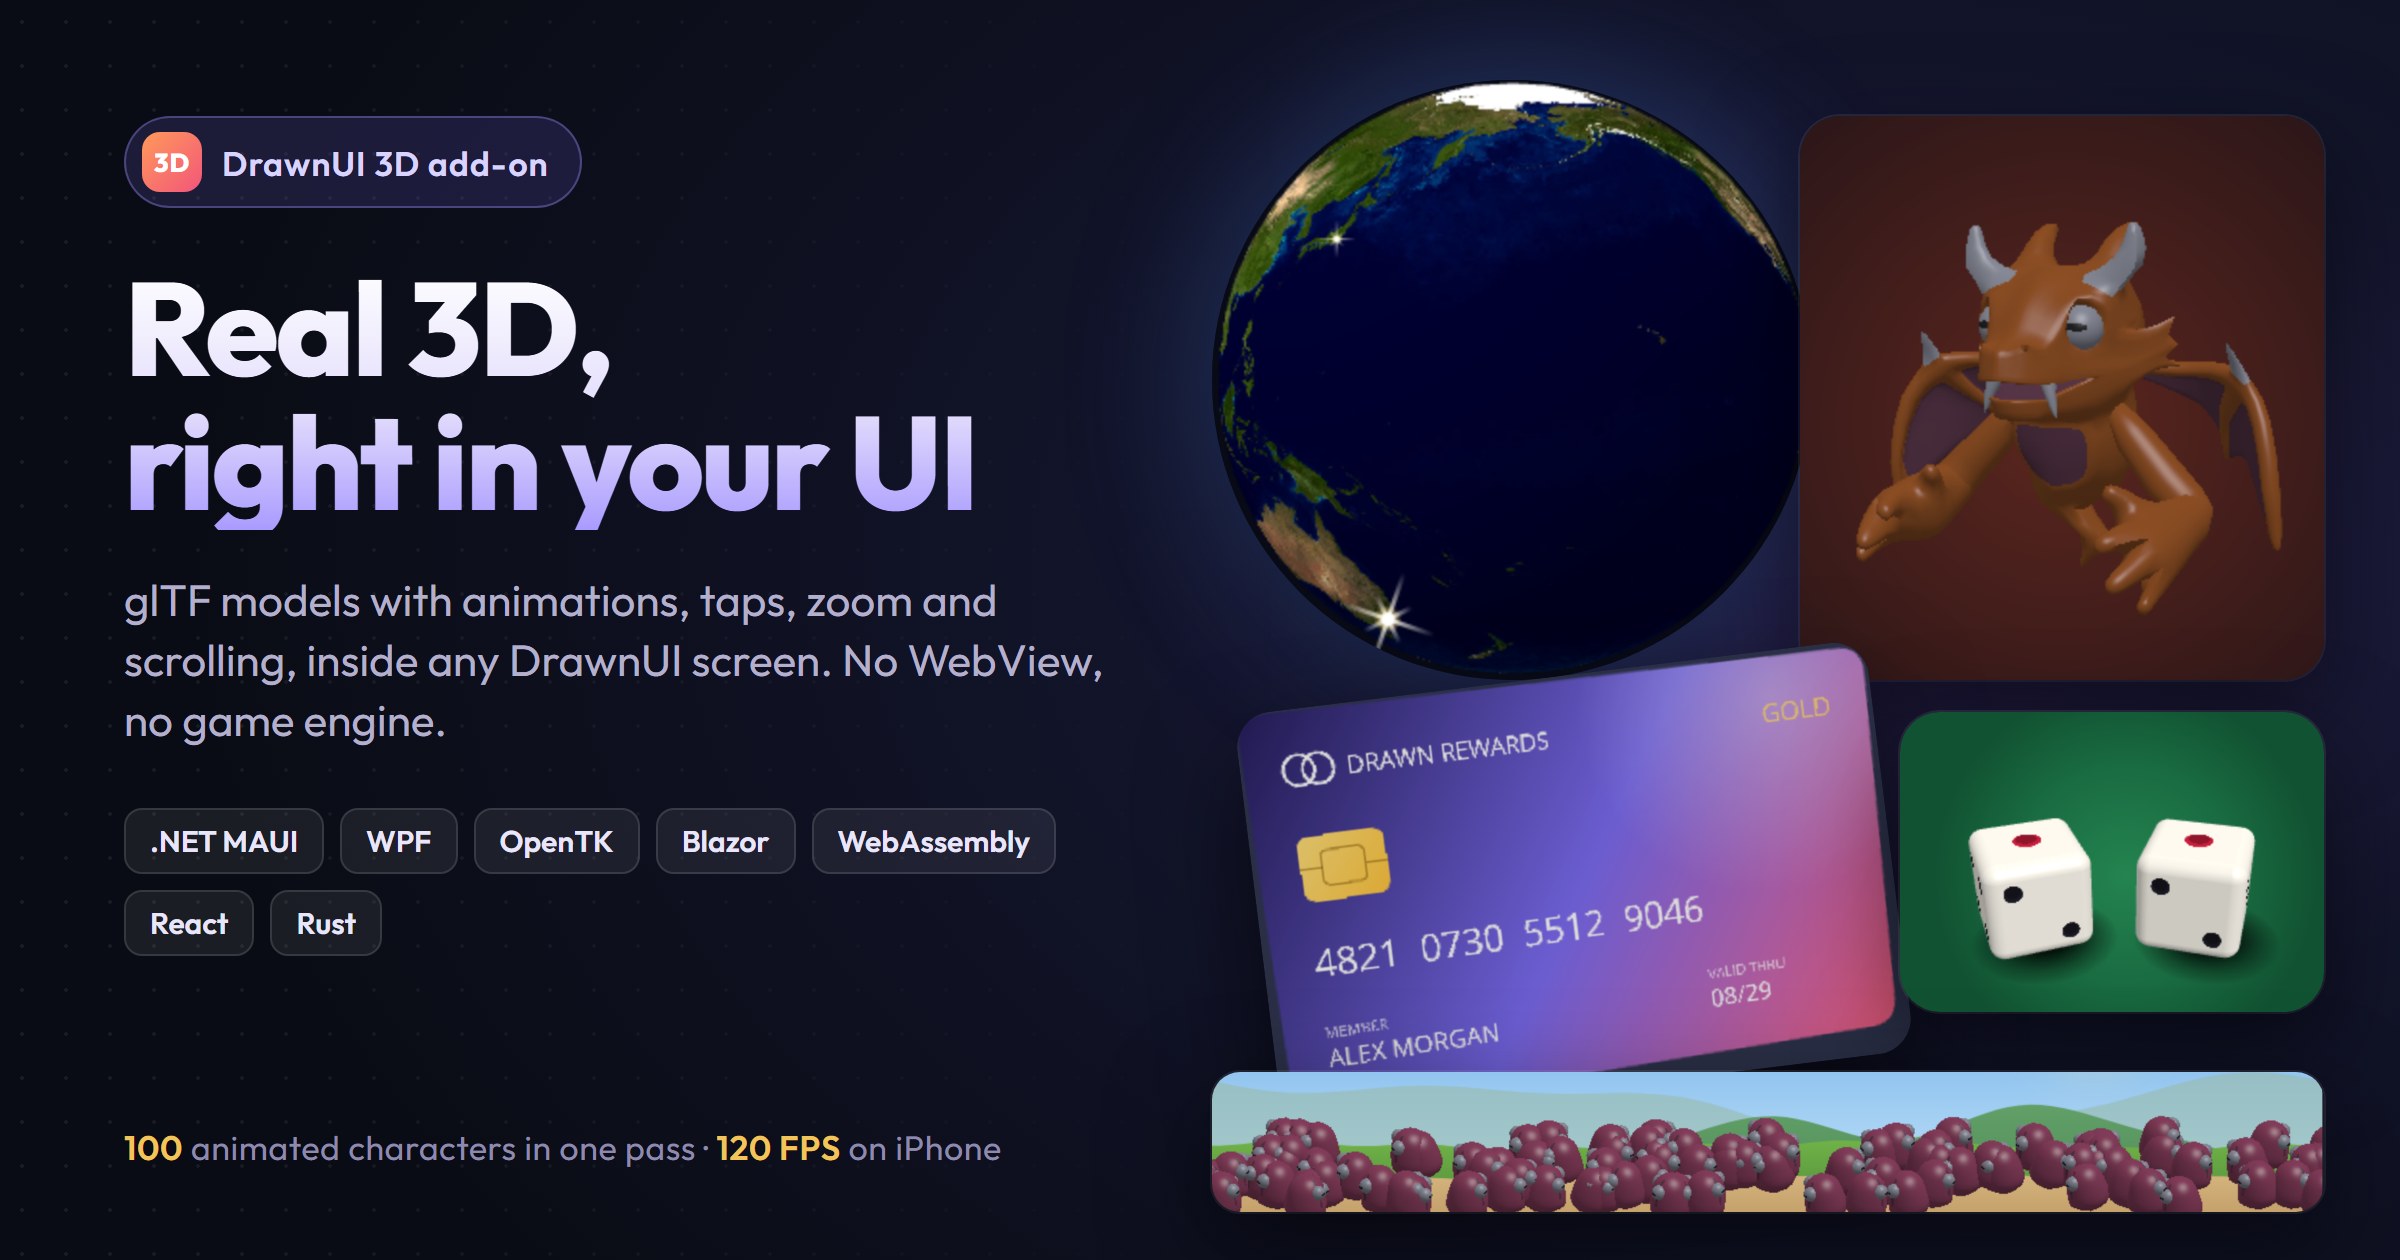 3D DrawnUI 3D add-on
Real 3D,
right in your UI
glTF models with animations, taps, zoom and
scrolling, inside any DrawnUI screen. No WebView,
no game engine.
.NET MAUI WPF OpenTK Blazor WebAssembly
React Rust
100 animated characters in one pass · 120 FPS on iPhone
GOLD
DRAWN REWARDS
4821 0730 5512 9046
VALID THRU
08/29
MEMBER
ALEX MORGAN